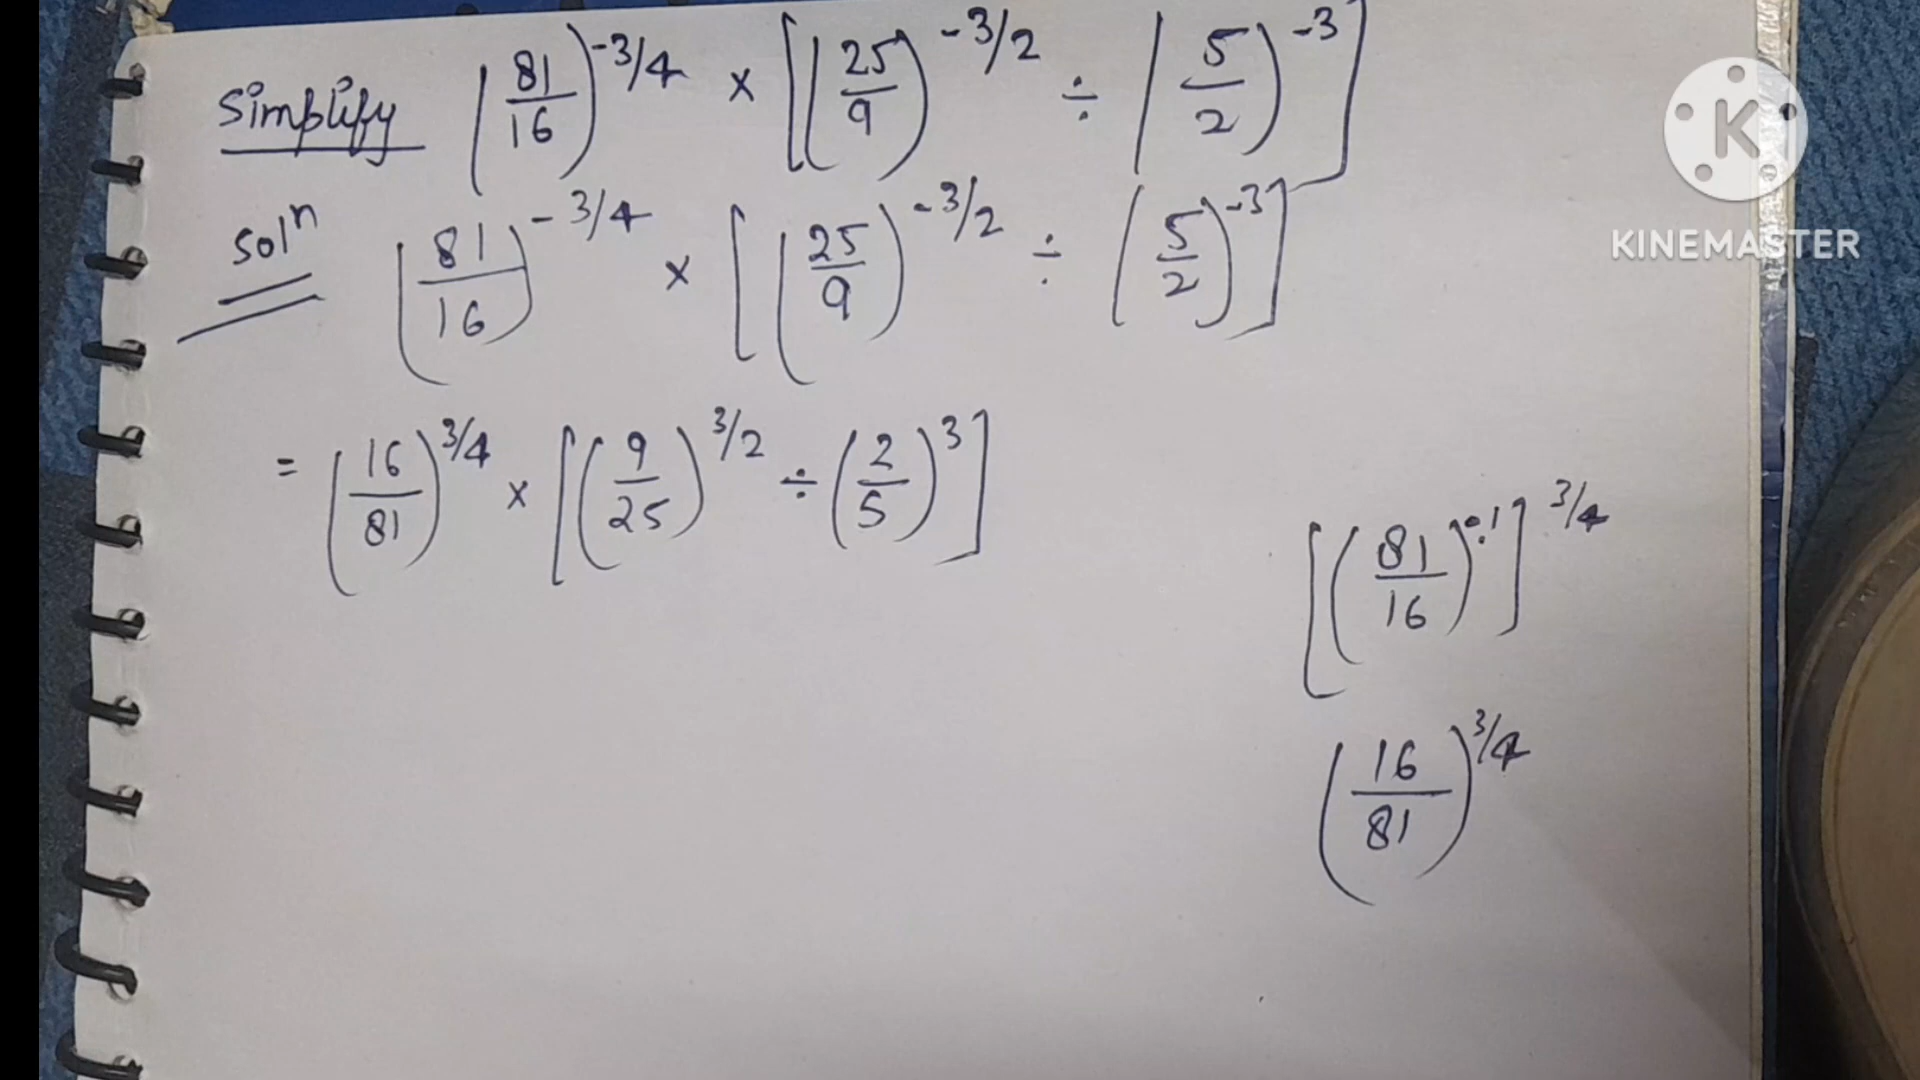 Simplify (81/16)^-3/4 × [(25/9)^-3/2 ÷ (5/2)^-3]
Solⁿ (81/16)^-3/4 × [(25/9)^-3/2 ÷ (5/2)^-3]
= (16/81)^3/4 × [(9/25)^3/2 ÷ (2/5)^3]
[(81/16)^-1]^3/4
(16/81)^3/4
K
KINEMASTER